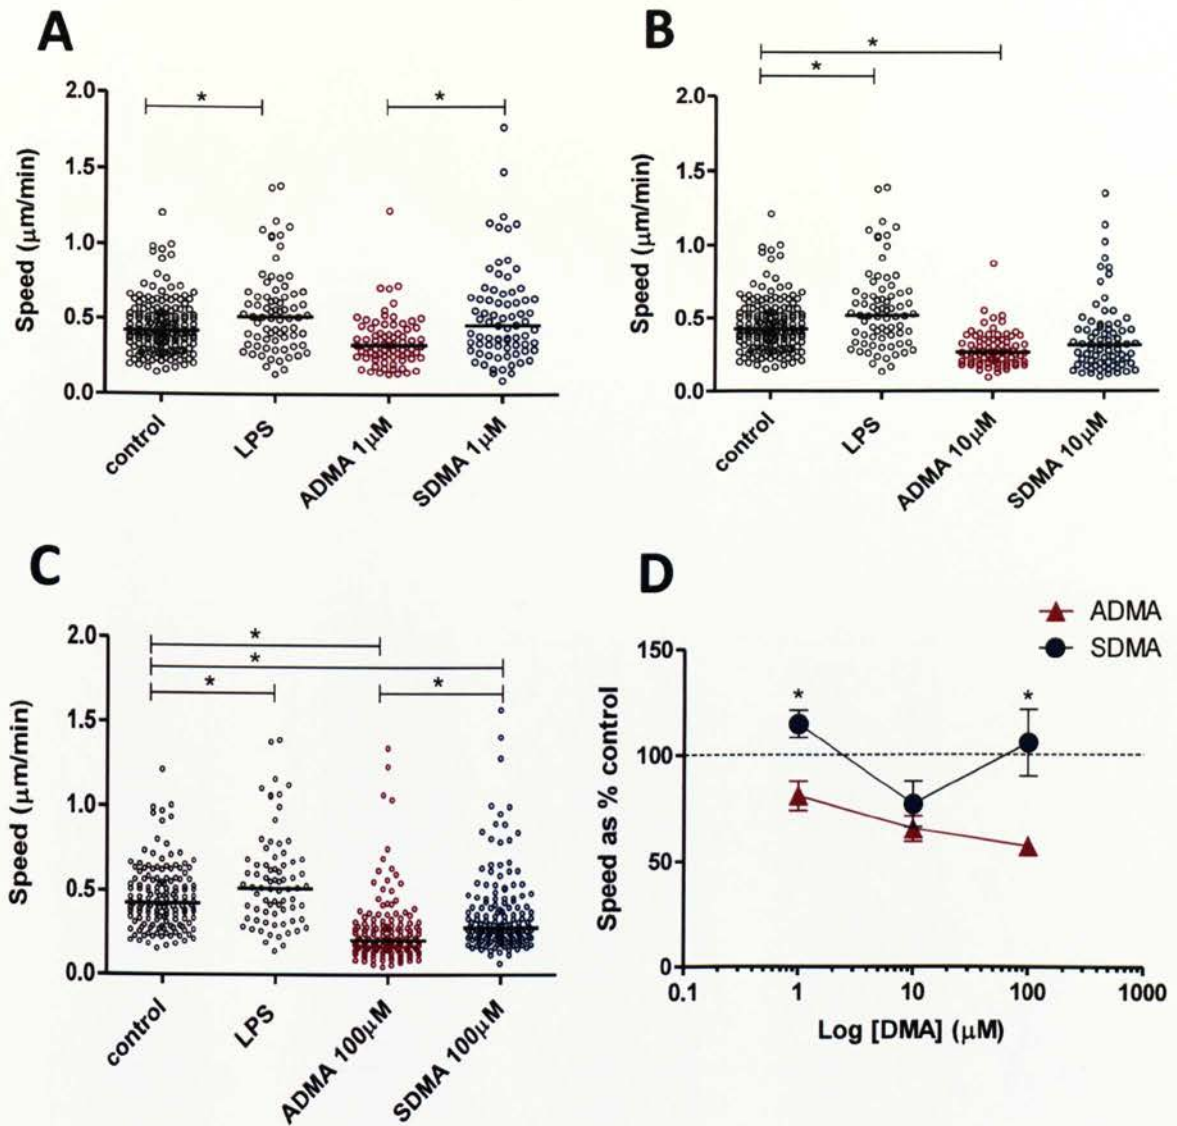 A
*
*
2.0
1.5
1.0
0.5
0.0
Speed (μm/min)
control
LPS
ADMA 1μM
SDMA 1μM
B
*
*
2.0
1.5
1.0
0.5
0.0
Speed (μm/min)
control
LPS
ADMA 10μM
SDMA 10μM
C
*
*
*
*
2.0
1.5
1.0
0.5
0.0
Speed (μm/min)
control
LPS
ADMA 100μM
SDMA 100μM
D
ADMA
SDMA
150
100
50
0
Speed as % control
*
*
0.1
1
10
100
1000
Log [DMA] (μM)